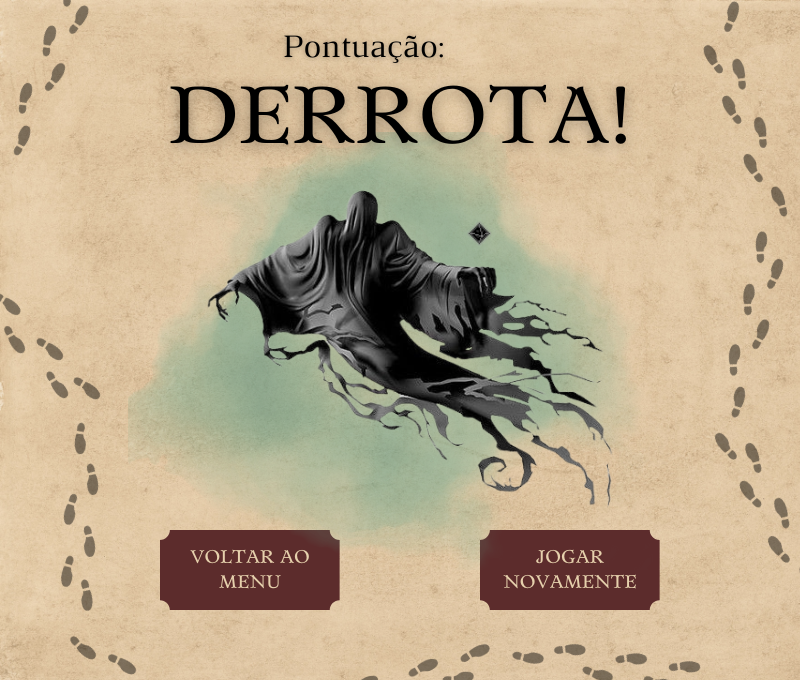 Pontuação:
DERROTA!
VOLTAR AO
MENU
JOGAR
NOVAMENTE